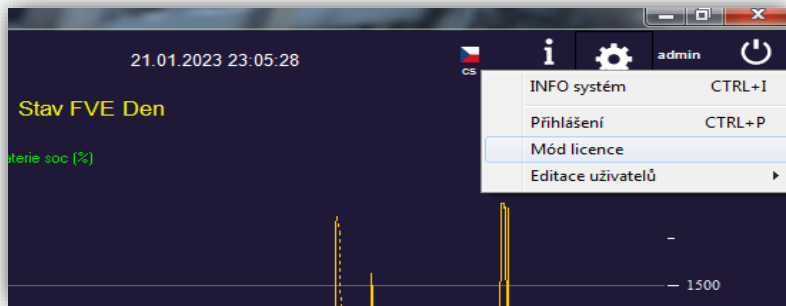 21.01.2023 23:05:28
cs
i
admin
INFO systém CTRL+I
Stav FVE Den
Přihlášení CTRL+P
Mód licence
aterie soc (%)
Editace uživatelů
1500